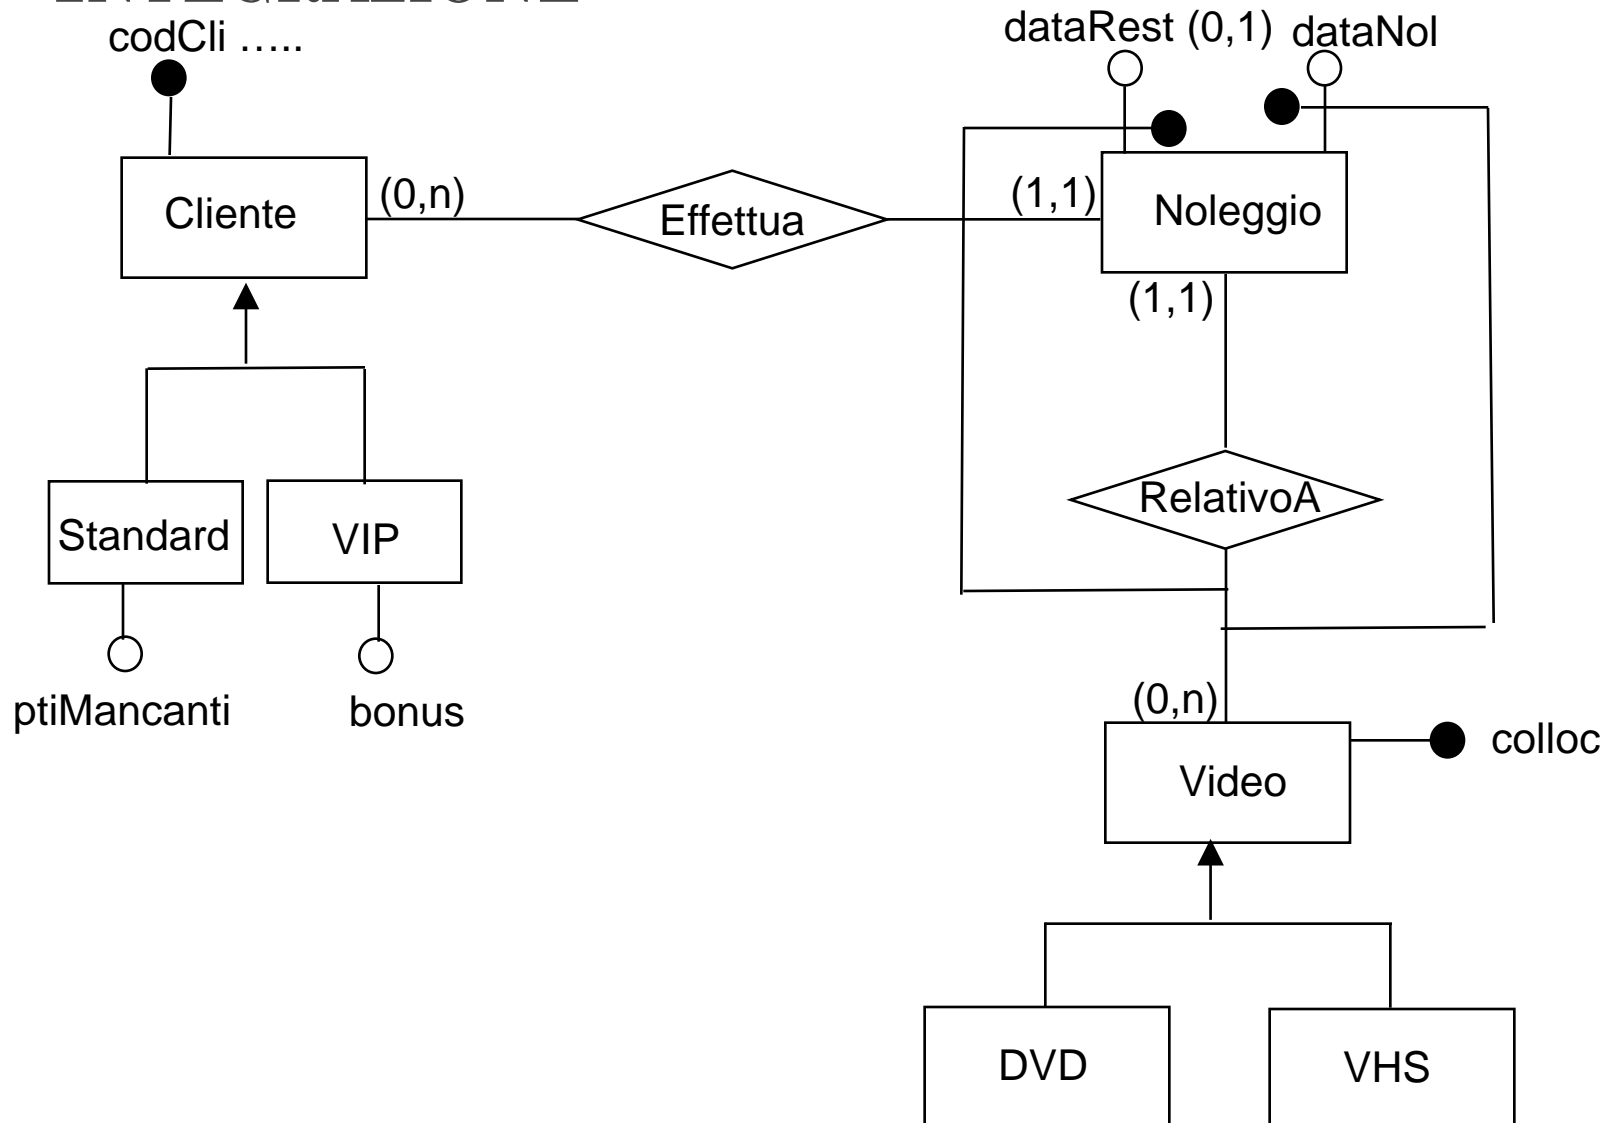 INTEGRAZIONE
codCli …..
dataRest (0,1) dataNol
Cliente
(0,n)
Effettua
(1,1)
Noleggio
(1,1)
RelativoA
Standard
VIP
ptiMancanti
bonus
(0,n)
colloc
Video
DVD
VHS